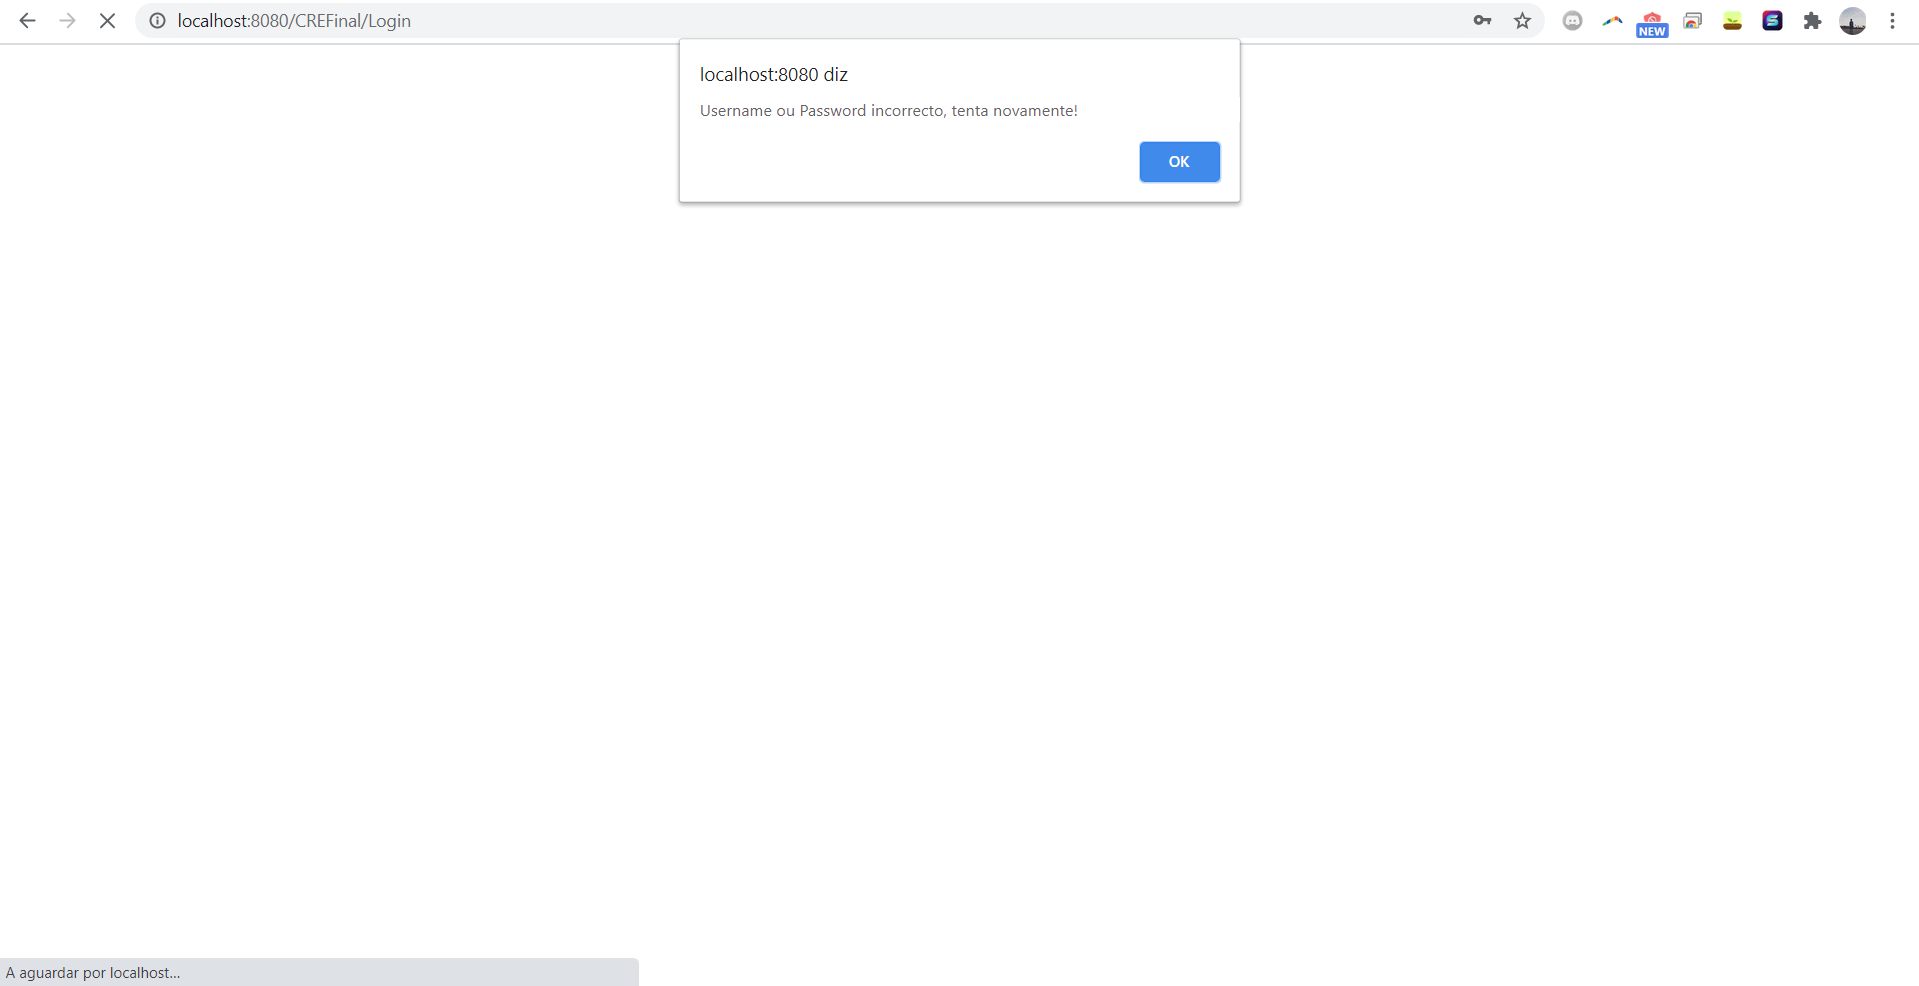 localhost:8080/CREFinal/Login
NEW
localhost:8080 diz
Username ou Password incorrecto, tenta novamente!
OK
A aguardar por localhost...